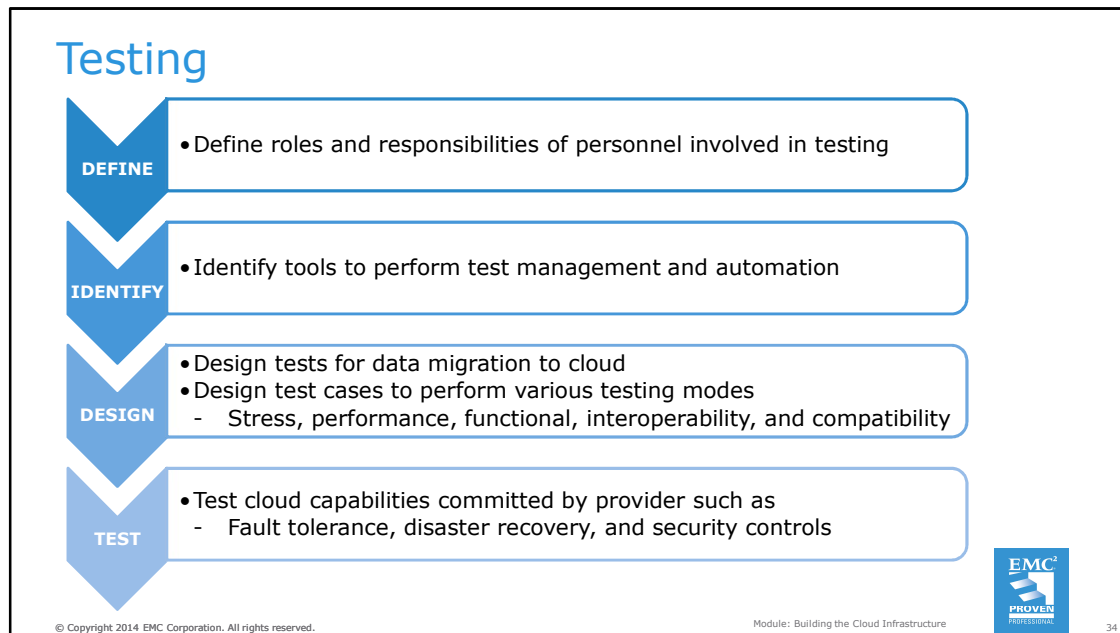 Testing
DEFINE
•Define roles and responsibilities of personnel involved in testing
IDENTIFY
•Identify tools to perform test management and automation
DESIGN
•Design tests for data migration to cloud
•Design test cases to perform various testing modes
- Stress, performance, functional, interoperability, and compatibility
TEST
•Test cloud capabilities committed by provider such as
- Fault tolerance, disaster recovery, and security controls
EMC²
PROVEN
PROFESSIONAL
© Copyright 2014 EMC Corporation. All rights reserved.
Module: Building the Cloud Infrastructure
34